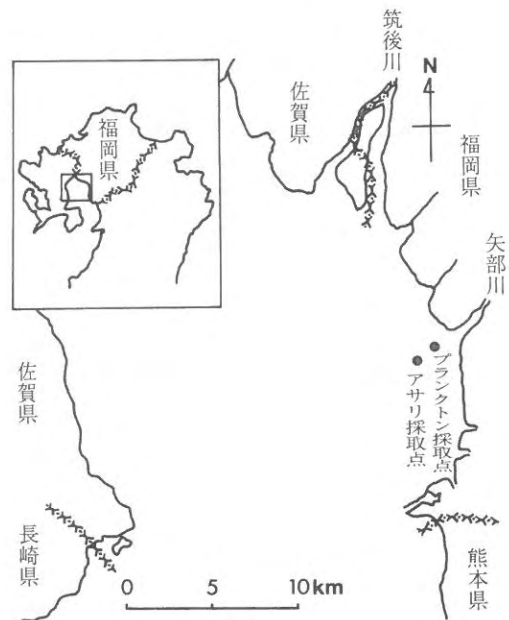 筑後川
N
佐賀県
福岡県
福岡県
矢部川
佐賀県
プランクトン採取点
アサリ採取点
長崎県
熊本県
0 5 10km